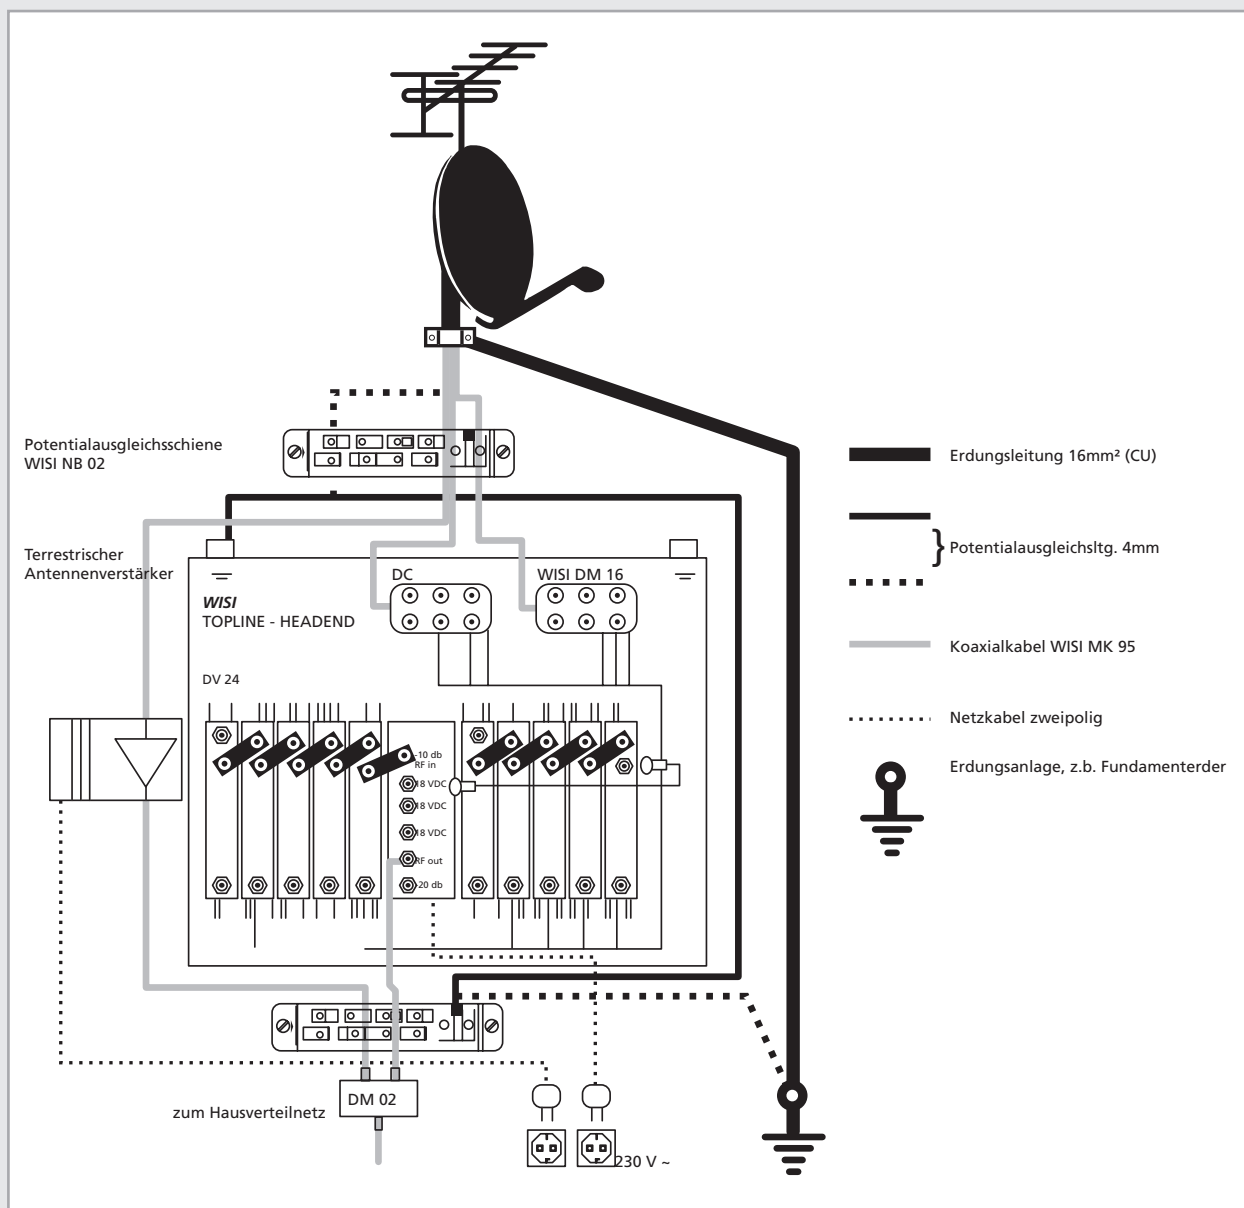 Potentialausgleichsschiene
WISI NB 02
Erdungsleitung 16mm² (CU)
Potentialausgleichsltg. 4mm
Terrestrischer
Antennenverstärker
DC
WISI DM 16
WISI
TOPLINE - HEADEND
Koaxialkabel WISI MK 95
DV 24
Netzkabel zweipolig
-10 db
RF in
18 VDC
18 VDC
18 VDC
RF out
-20 db
Erdungsanlage, z.b. Fundamenterder
DM 02
zum Hausverteilnetz
230 V ~